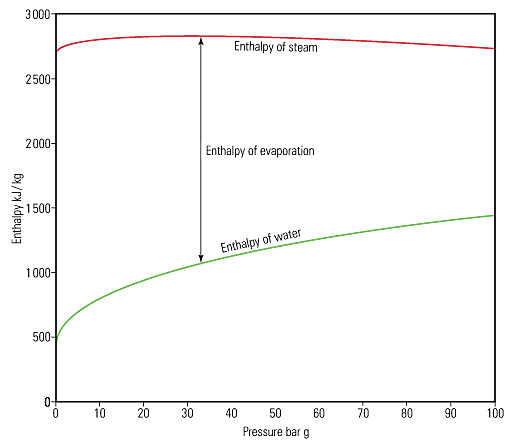 3000
2500
2000
1500
1000
500
0
Enthalpy kJ/kg
Enthalpy of steam
Enthalpy of evaporation
Enthalpy of water
0 10 20 30 40 50 60 70 80 90 100
Pressure bar g